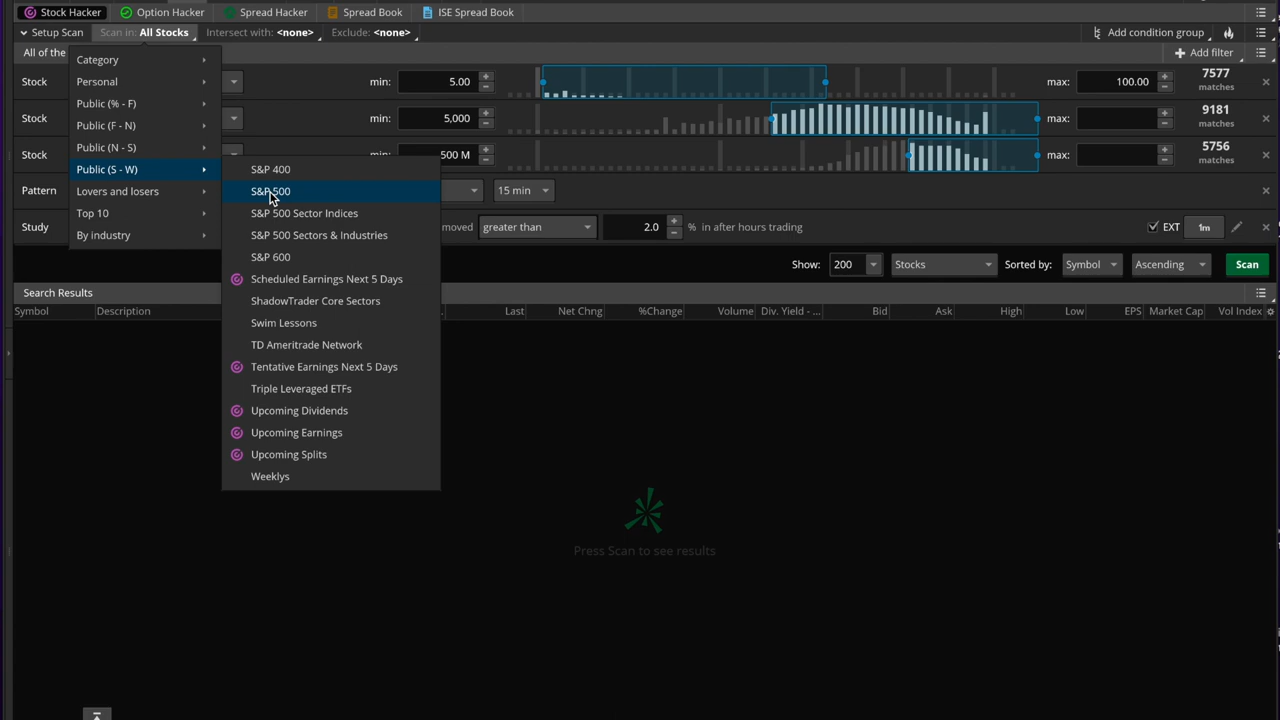 Stock Hacker Option Hacker Spread Hacker Spread Book ISE Spread Book
Setup Scan Scan in: All Stocks Intersect with: <none> Exclude: <none> Add condition group
All of the Add filter
Category
Personal
Public (% - F)
Public (F - N)
Public (N - S)
Public (S - W)
Lovers and losers
Top 10
By industry
Stock min: 5.00 max: 100.00 7577 matches
Stock min: 5,000 max: 9181 matches
Stock min: 500 M max: 5756 matches
Pattern 15 min
Study moved greater than 2.0 % in after hours trading EXT 1m
S&P 400
S&P 500
S&P 500 Sector Indices
S&P 500 Sectors & Industries
S&P 600
Scheduled Earnings Next 5 Days
ShadowTrader Core Sectors
Swim Lessons
TD Ameritrade Network
Tentative Earnings Next 5 Days
Triple Leveraged ETFs
Upcoming Dividends
Upcoming Earnings
Upcoming Splits
Weeklys
Show: 200 Stocks Sorted by: Symbol Ascending Scan
Search Results
Symbol Description Last Net Chng %Change Volume Div. Yield - ... Bid Ask High Low EPS Market Cap Vol Index
Press Scan to see results